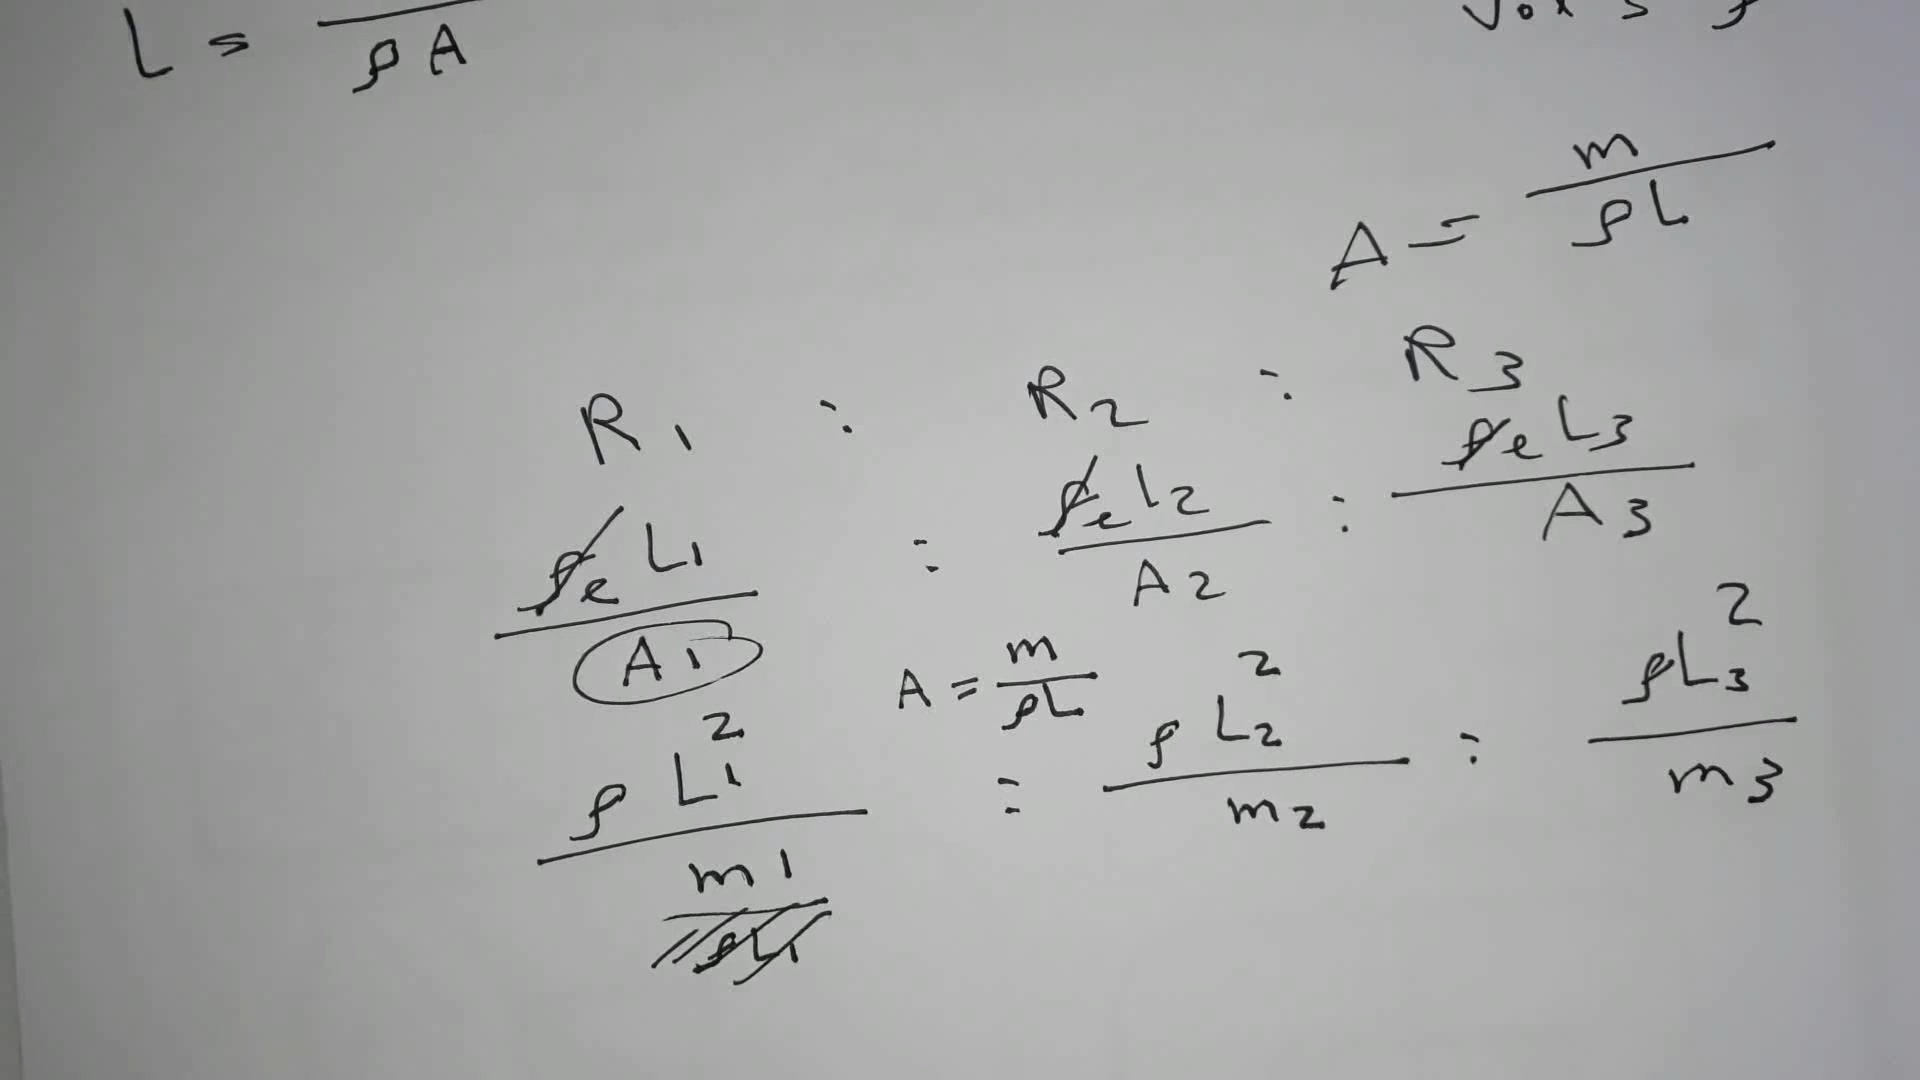 L = ―/ρA
A = m/ρL
R1 : R2 : R3
ρe L1/A1 : ρe L2/A2 : ρe L3/A3
A = m/ρL
ρ L1²/m1 : ρ L2²/m2 : ρ L3²/m3